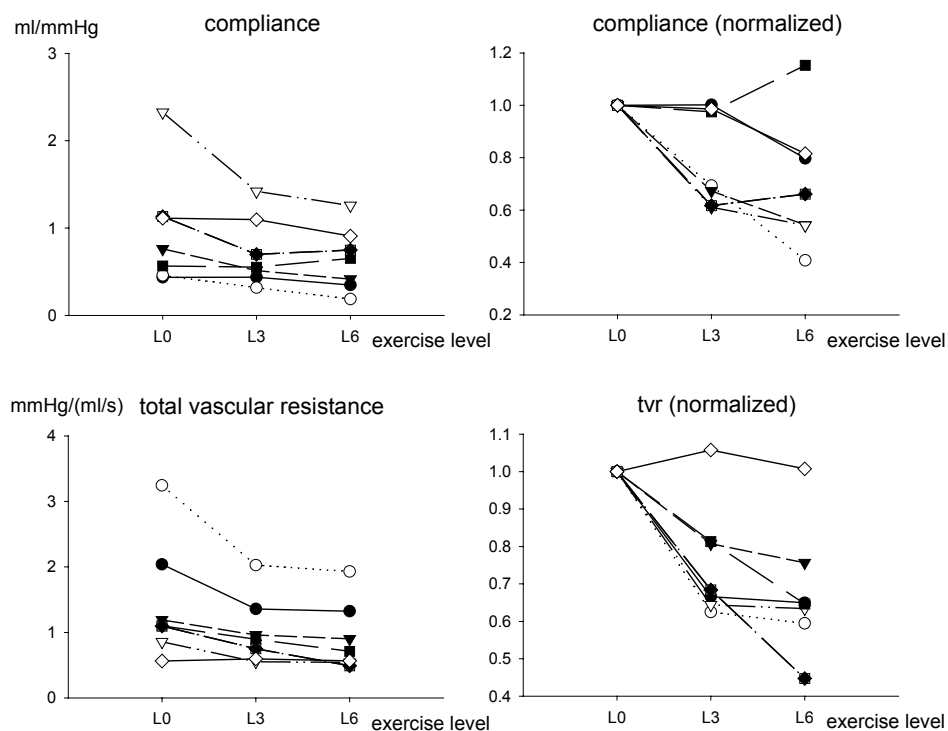 ml/mmHg
compliance
3
2
1
0
L0 L3 L6 exercise level
compliance (normalized)
1.2
1.0
0.8
0.6
0.4
0.2
L0 L3 L6 exercise level
mmHg/(ml/s) total vascular resistance
4
3
2
1
0
L0 L3 L6 exercise level
tvr (normalized)
1.1
1.0
0.9
0.8
0.7
0.6
0.5
0.4
L0 L3 L6 exercise level